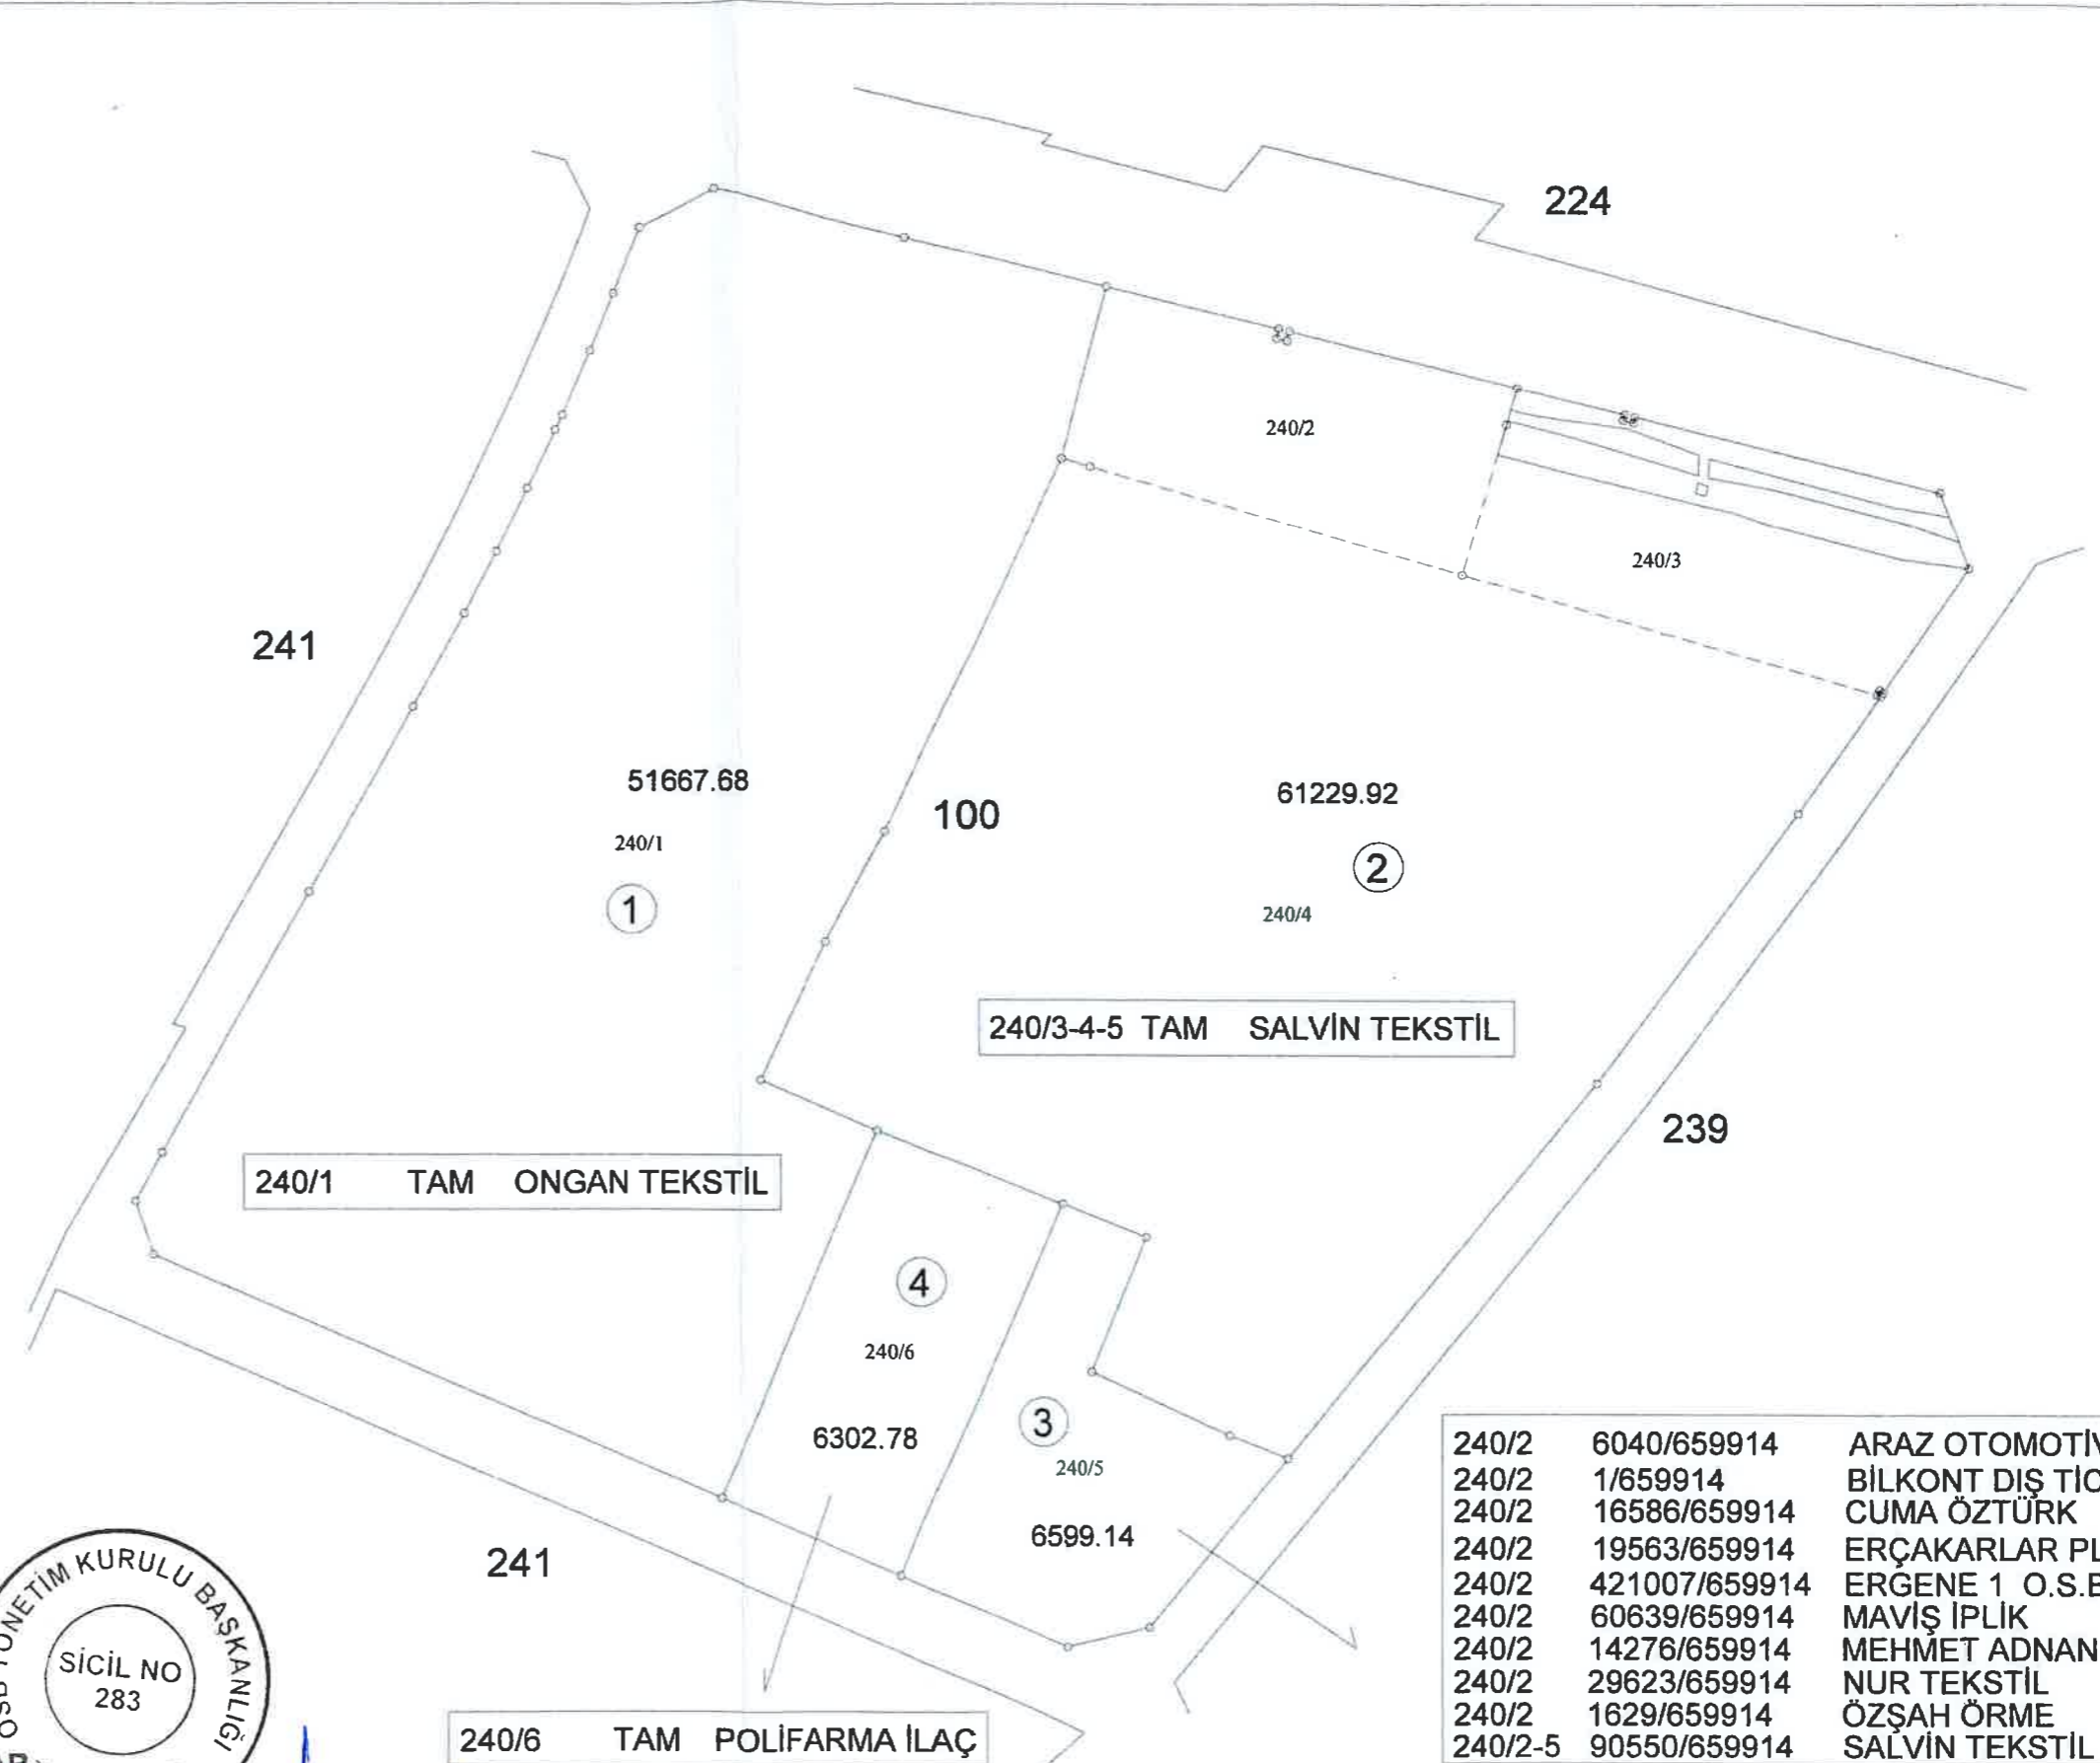 224
240/2
240/3
241
51667.68
240/1
1
100
61229.92
2
240/4
240/3-4-5 TAM SALVİN TEKSTİL
239
240/1 TAM ONGAN TEKSTİL
4
240/6
6302.78
3
240/5
6599.14
241
240/6 TAM POLİFARMA İLAÇ
240/2 6040/659914 ARAZ OTOMOTİV
240/2 1/659914 BİLKONT DIŞ TİC
240/2 16586/659914 CUMA ÖZTÜRK
240/2 19563/659914 ERÇAKARLAR PL
240/2 421007/659914 ERGENE 1 O.S.B
240/2 60639/659914 MAVİŞ İPLİK
240/2 14276/659914 MEHMET ADNAN
240/2 29623/659914 NUR TEKSTİL
240/2 1629/659914 ÖZŞAH ÖRME
240/2-5 90550/659914 SALVİN TEKSTİL
OSB YÖNETİM KURULU BAŞKANLIĞI
SİCİL NO
283